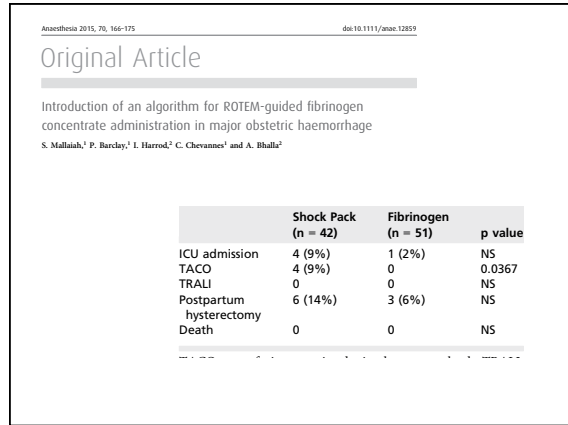 Anaesthesia 2015, 70, 166–175 doi:10.1111/anae.12859
Original Article
Introduction of an algorithm for ROTEM-guided fibrinogen
concentrate administration in major obstetric haemorrhage
S. Mallaiah,1 P. Barclay,1 I. Harrod,2 C. Chevannes1 and A. Bhalla2
Shock Pack Fibrinogen
(n = 42) (n = 51) p value
ICU admission 4 (9%) 1 (2%) NS
TACO 4 (9%) 0 0.0367
TRALI 0 0 NS
Postpartum 6 (14%) 3 (6%) NS
hysterectomy
Death 0 0 NS